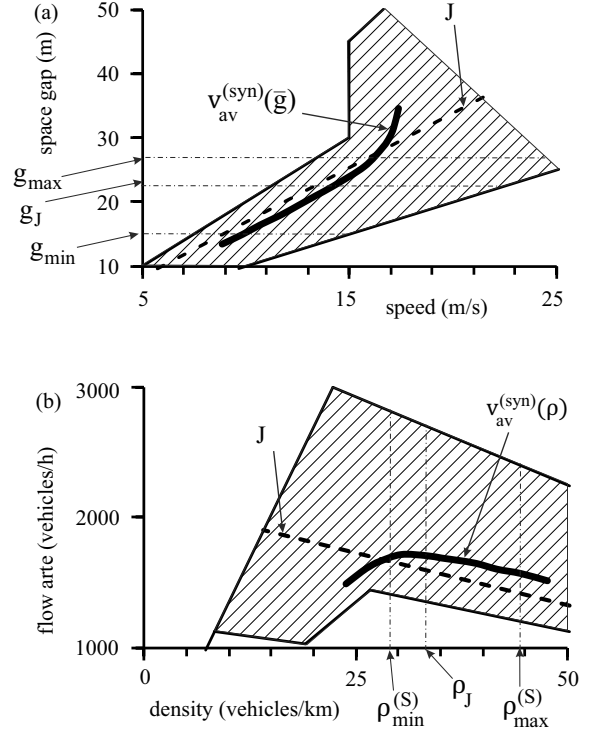 (a)
space gap (m)
50
40
30
20
10
g_max
g_J
g_min
v_av^(syn)(g̅)
J
5
15
25
speed (m/s)
(b)
flow arte (vehicles/h)
3000
2000
1000
J
v_av^(syn)(ρ)
0
25
50
density (vehicles/km)
ρ_min^(S)
ρ_J
ρ_max^(S)